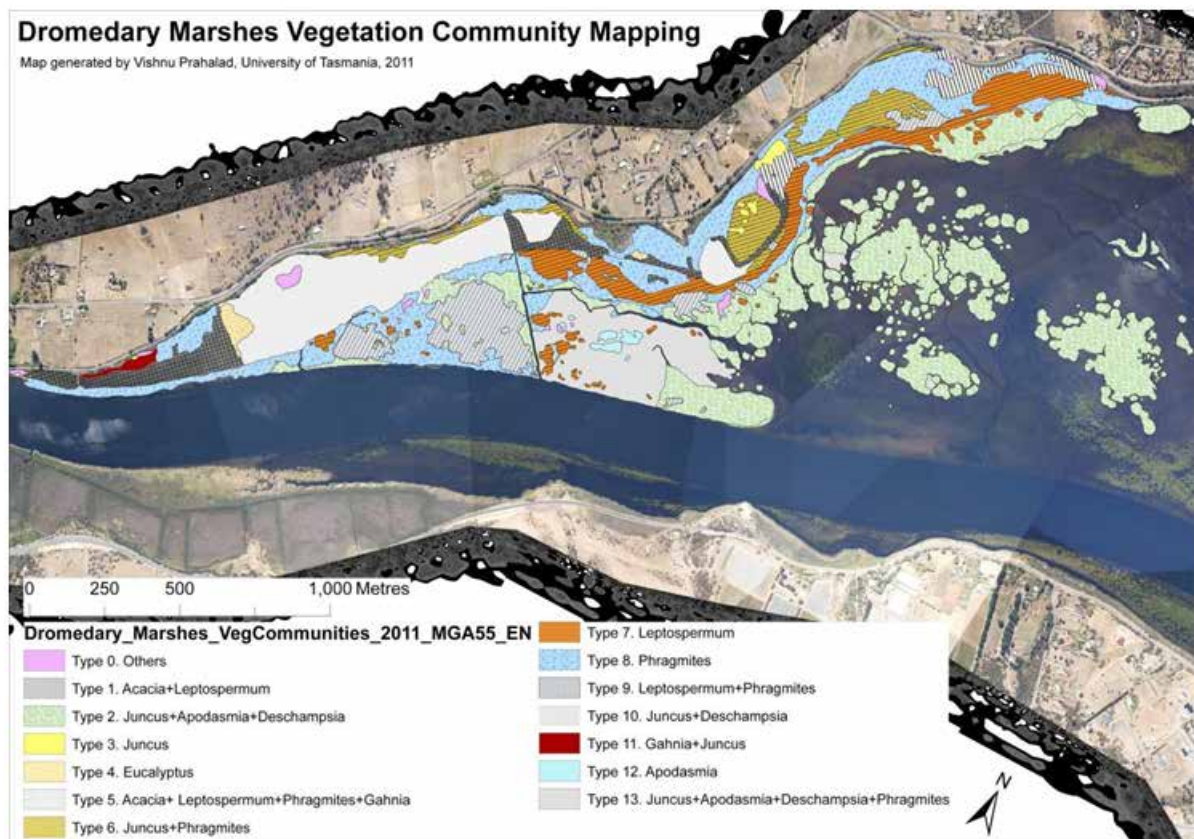 Dromedary Marshes Vegetation Community Mapping
Map generated by Vishnu Prahalad, University of Tasmania, 2011
0 250 500 1,000 Metres
Dromedary_Marshes_VegCommunities_2011_MGA55_EN
Type 0. Others
Type 1. Acacia+Leptospermum
Type 2. Juncus+Apodasmia+Deschampsia
Type 3. Juncus
Type 4. Eucalyptus
Type 5. Acacia+ Leptospermum+Phragmites+Gahnia
Type 6. Juncus+Phragmites
Type 7. Leptospermum
Type 8. Phragmites
Type 9. Leptospermum+Phragmites
Type 10. Juncus+Deschampsia
Type 11. Gahnia+Juncus
Type 12. Apodasmia
Type 13. Juncus+Apodasmia+Deschampsia+Phragmites
N